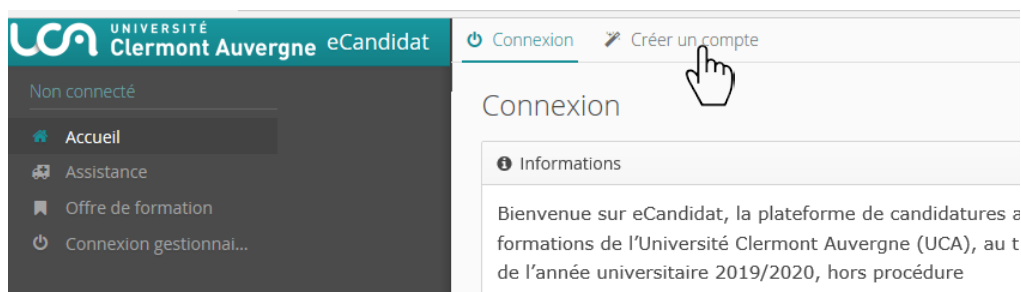 UNIVERSITÉ
UCA Clermont Auvergne eCandidat
Non connecté
Accueil
Assistance
Offre de formation
Connexion gestionnai...
Connexion Créer un compte
Connexion
Informations
Bienvenue sur eCandidat, la plateforme de candidatures a
formations de l’Université Clermont Auvergne (UCA), au t
de l’année universitaire 2019/2020, hors procédure